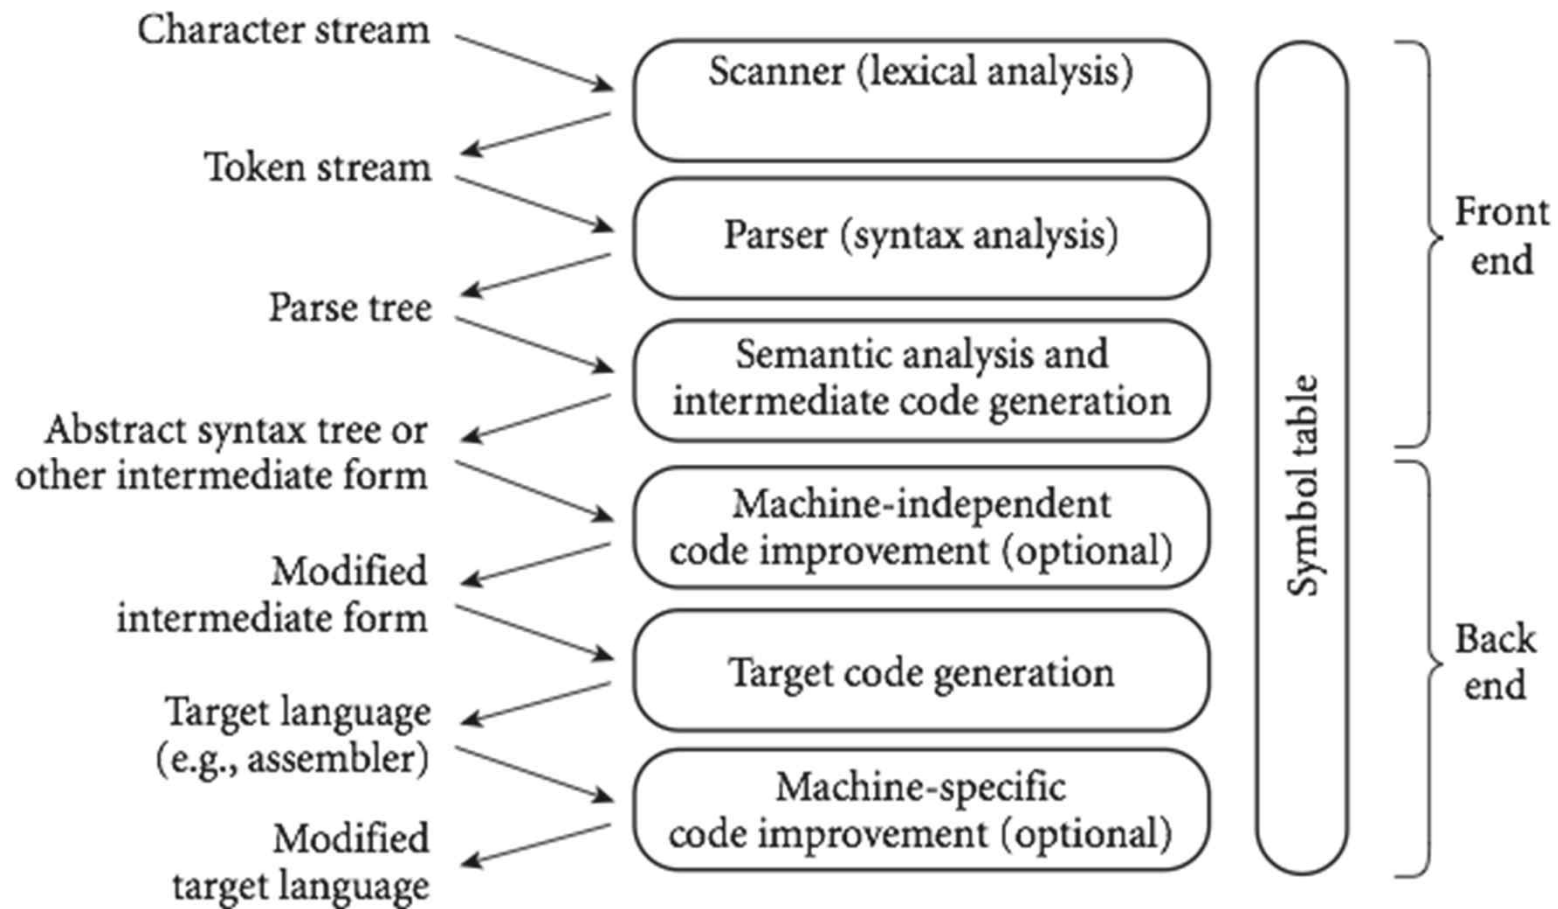 Character stream
Scanner (lexical analysis)
Token stream
Parser (syntax analysis)
Parse tree
Semantic analysis and
intermediate code generation
Abstract syntax tree or
other intermediate form
Machine-independent
code improvement (optional)
Modified
intermediate form
Target code generation
Target language
(e.g., assembler)
Machine-specific
code improvement (optional)
Modified
target language
Symbol table
Front
end
Back
end